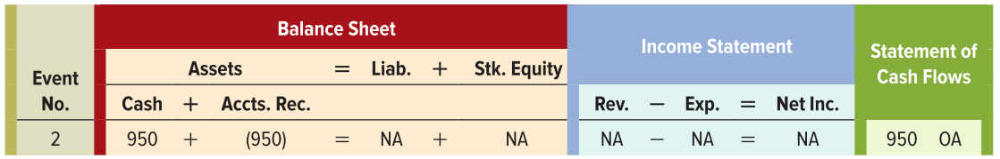 Balance Sheet
Income Statement
Statement of
Cash Flows
Event
No.
Assets = Liab. + Stk. Equity
Cash + Accts. Rec.
Rev. − Exp. = Net Inc.
2 950 + (950) = NA + NA NA − NA = NA 950 OA